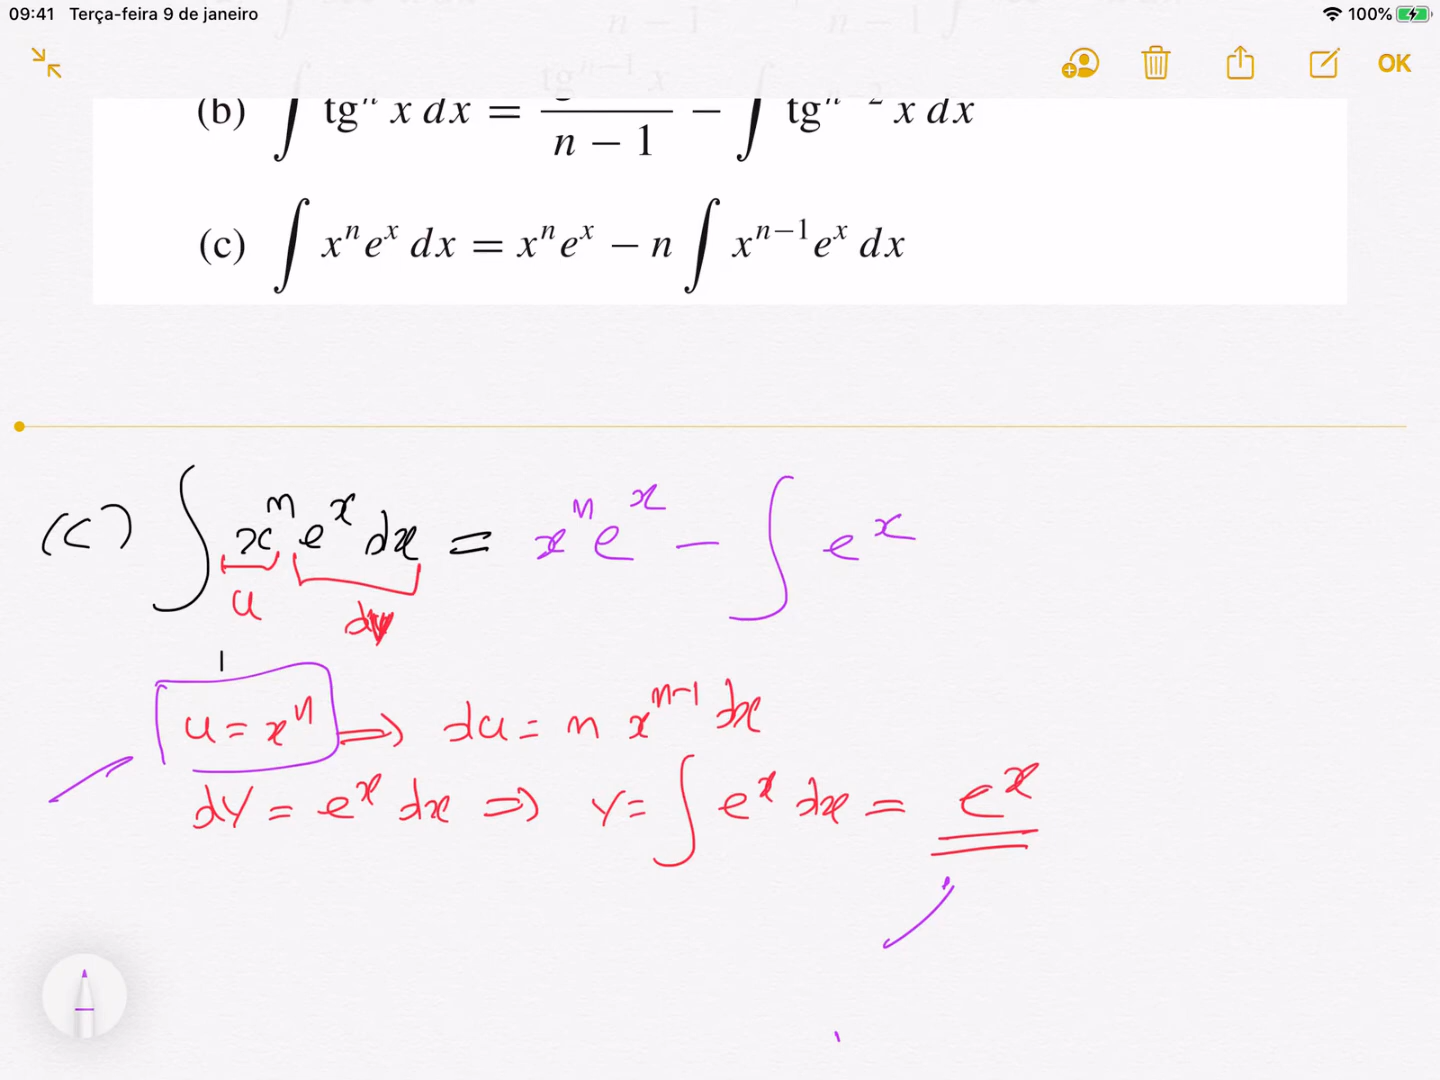 09:41 Terça-feira 9 de janeiro 100%
OK
(b) ∫ tgⁿ x dx = tgⁿ⁻¹ x / (n − 1) − ∫ tgⁿ⁻² x dx
(c) ∫ xⁿeˣ dx = xⁿeˣ − n ∫ xⁿ⁻¹eˣ dx
(c) ∫ xⁿ eˣ dx = xⁿ eˣ − ∫ eˣ
u dv
u = xⁿ ⇒ du = n xⁿ⁻¹ dx
dY = eˣ dx ⇒ Y = ∫ eˣ dx = eˣ